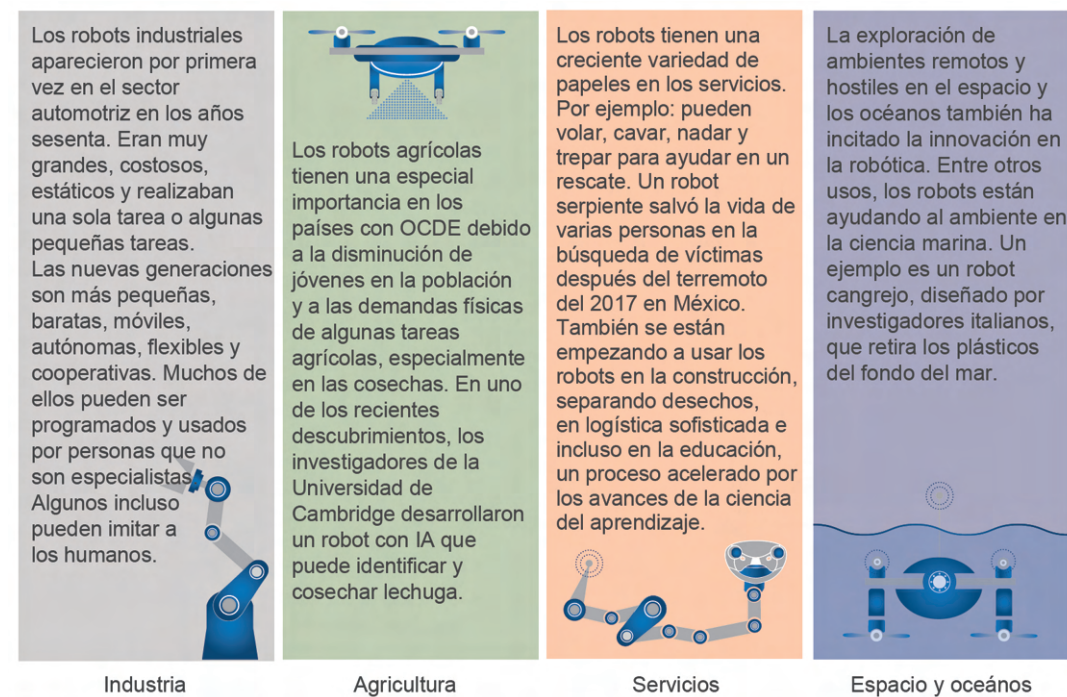 Los robots industriales
aparecieron por primera
vez en el sector
automotriz en los años
sesenta. Eran muy
grandes, costosos,
estáticos y realizaban
una sola tarea o algunas
pequeñas tareas.
Las nuevas generaciones
son más pequeñas,
baratas, móviles,
autónomas, flexibles y
cooperativas. Muchos de
ellos pueden ser
programados y usados
por personas que no
son especialistas.
Algunos incluso
pueden imitar a
los humanos.
Industria
Los robots agrícolas
tienen una especial
importancia en los
países con OCDE debido
a la disminución de
jóvenes en la población
y a las demandas físicas
de algunas tareas
agrícolas, especialmente
en las cosechas. En uno
de los recientes
descubrimientos, los
investigadores de la
Universidad de
Cambridge desarrollaron
un robot con IA que
puede identificar y
cosechar lechuga.
Agricultura
Los robots tienen una
creciente variedad de
papeles en los servicios.
Por ejemplo: pueden
volar, cavar, nadar y
trepar para ayudar en un
rescate. Un robot
serpiente salvó la vida de
varias personas en la
búsqueda de víctimas
después del terremoto
del 2017 en México.
También se están
empezando a usar los
robots en la construcción,
separando desechos,
en logística sofisticada e
incluso en la educación,
un proceso acelerado por
los avances de la ciencia
del aprendizaje.
Servicios
La exploración de
ambientes remotos y
hostiles en el espacio y
los océanos también ha
incitado la innovación en
la robótica. Entre otros
usos, los robots están
ayudando al ambiente en
la ciencia marina. Un
ejemplo es un robot
cangrejo, diseñado por
investigadores italianos,
que retira los plásticos
del fondo del mar.
Espacio y oceános